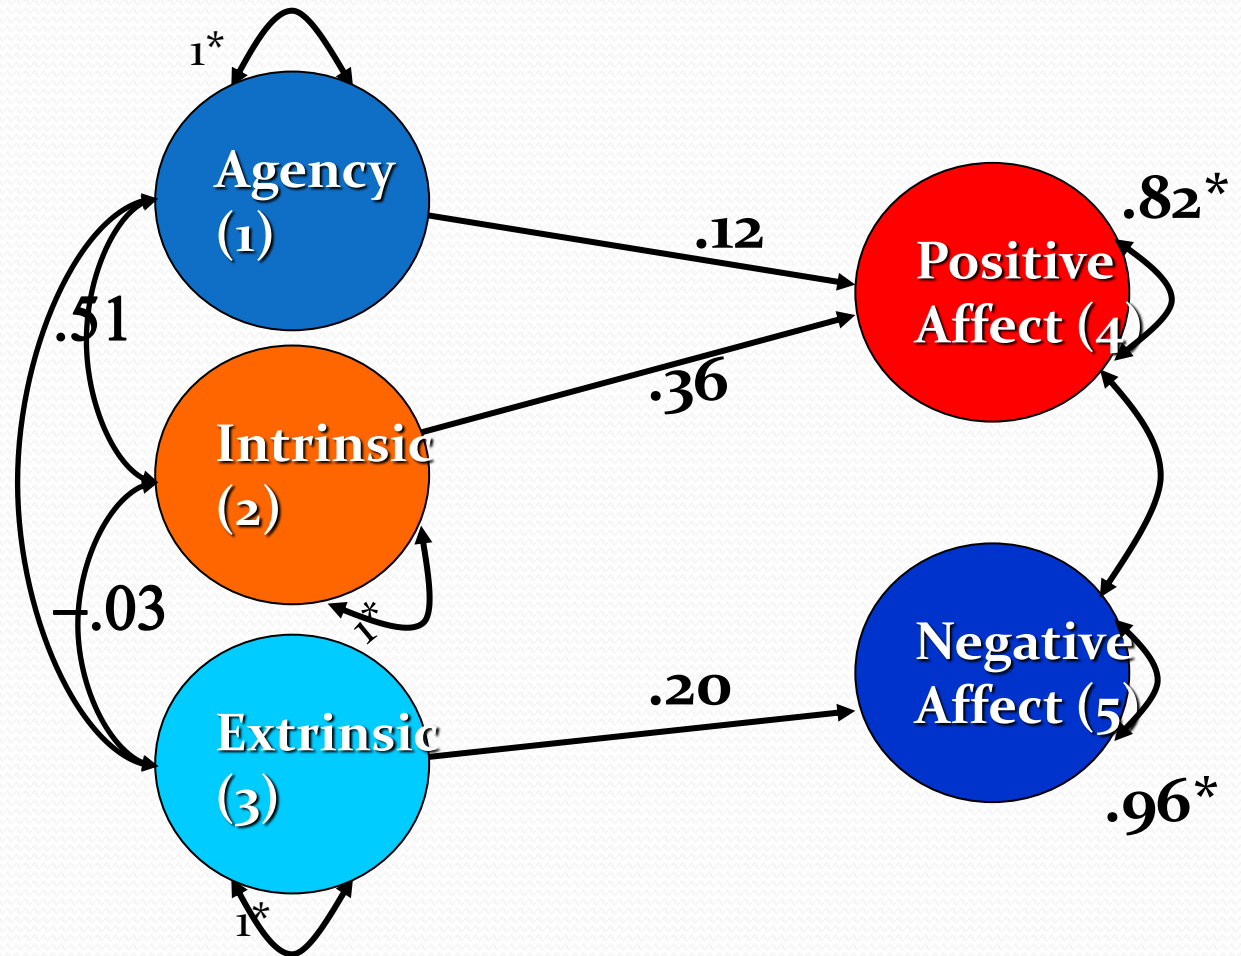 1*
Agency
(1)
.51
Intrinsic
(2)
1*
–.03
Extrinsic
(3)
1*
.12
.36
.20
Positive
Affect (4)
.82*
Negative
Affect (5)
.96*